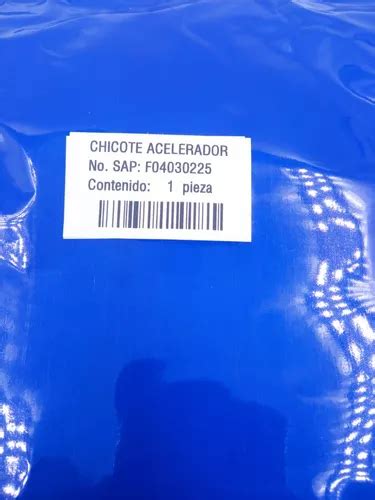 CHICOTE ACELERADOR
No. SAP: F04030225
Contenido: 1 pieza